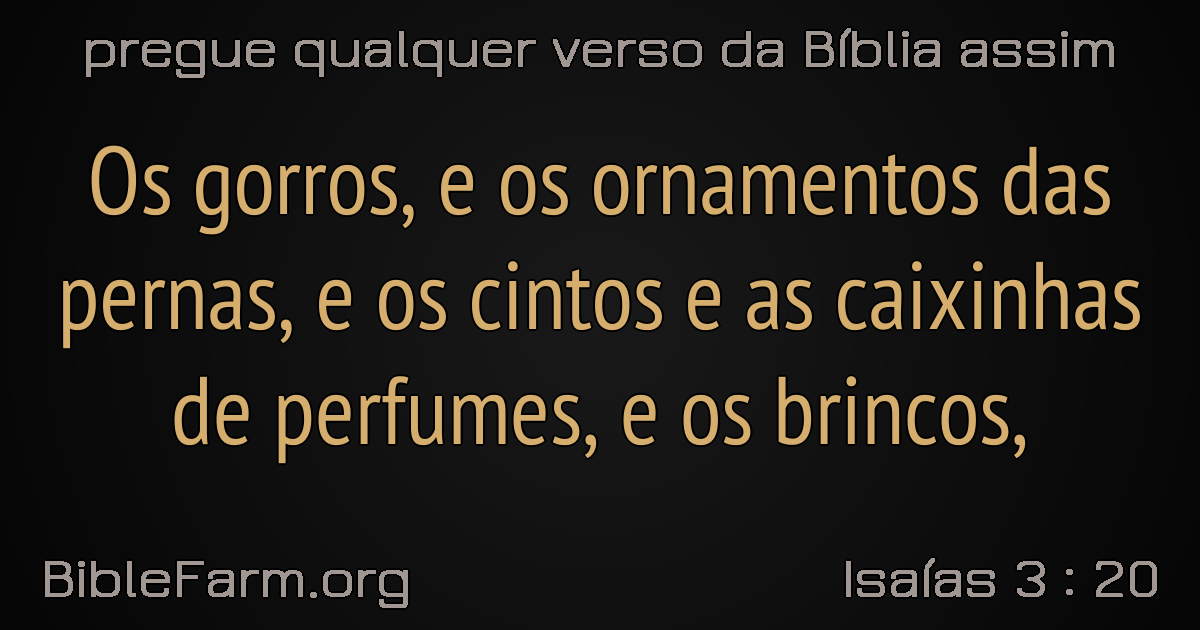 pregue qualquer verso da Bíblia assim
Os gorros, e os ornamentos das
pernas, e os cintos e as caixinhas
de perfumes, e os brincos,
BibleFarm.org
Isaías 3 : 20